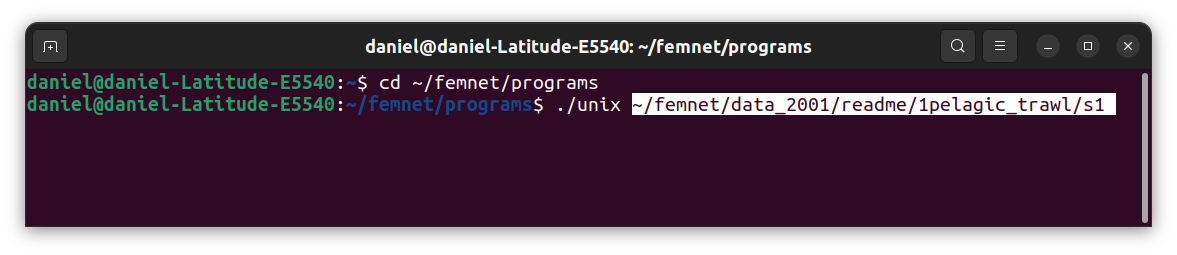 daniel@daniel-Latitude-E5540: ~/femnet/programs
daniel@daniel-Latitude-E5540:~$ cd ~/femnet/programs
daniel@daniel-Latitude-E5540:~/femnet/programs$ ./unix ~/femnet/data_2001/readme/1pelagic_trawl/s1